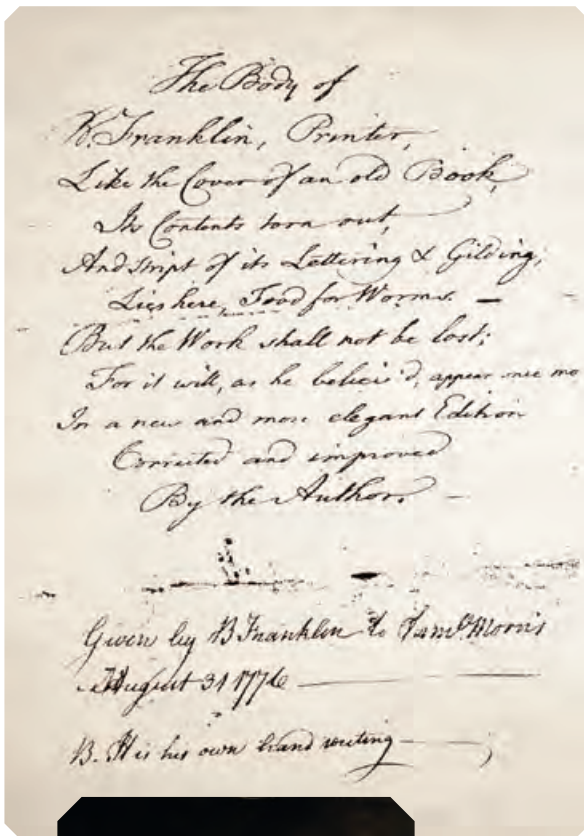 The Body of
B. Franklin, Printer,
Like the Cover of an old Book,
Its Contents torn out,
And stript of its Lettering & Gilding,
Lies here, Food for Worms. —
But the Work shall not be lost;
For it will, as he believ'd, appear once mo
In a new and more elegant Edition
Corrected and improved
By the Author. —
Given by B Franklin to Saml Morris
August 31 1776
B. It is his own hand writing